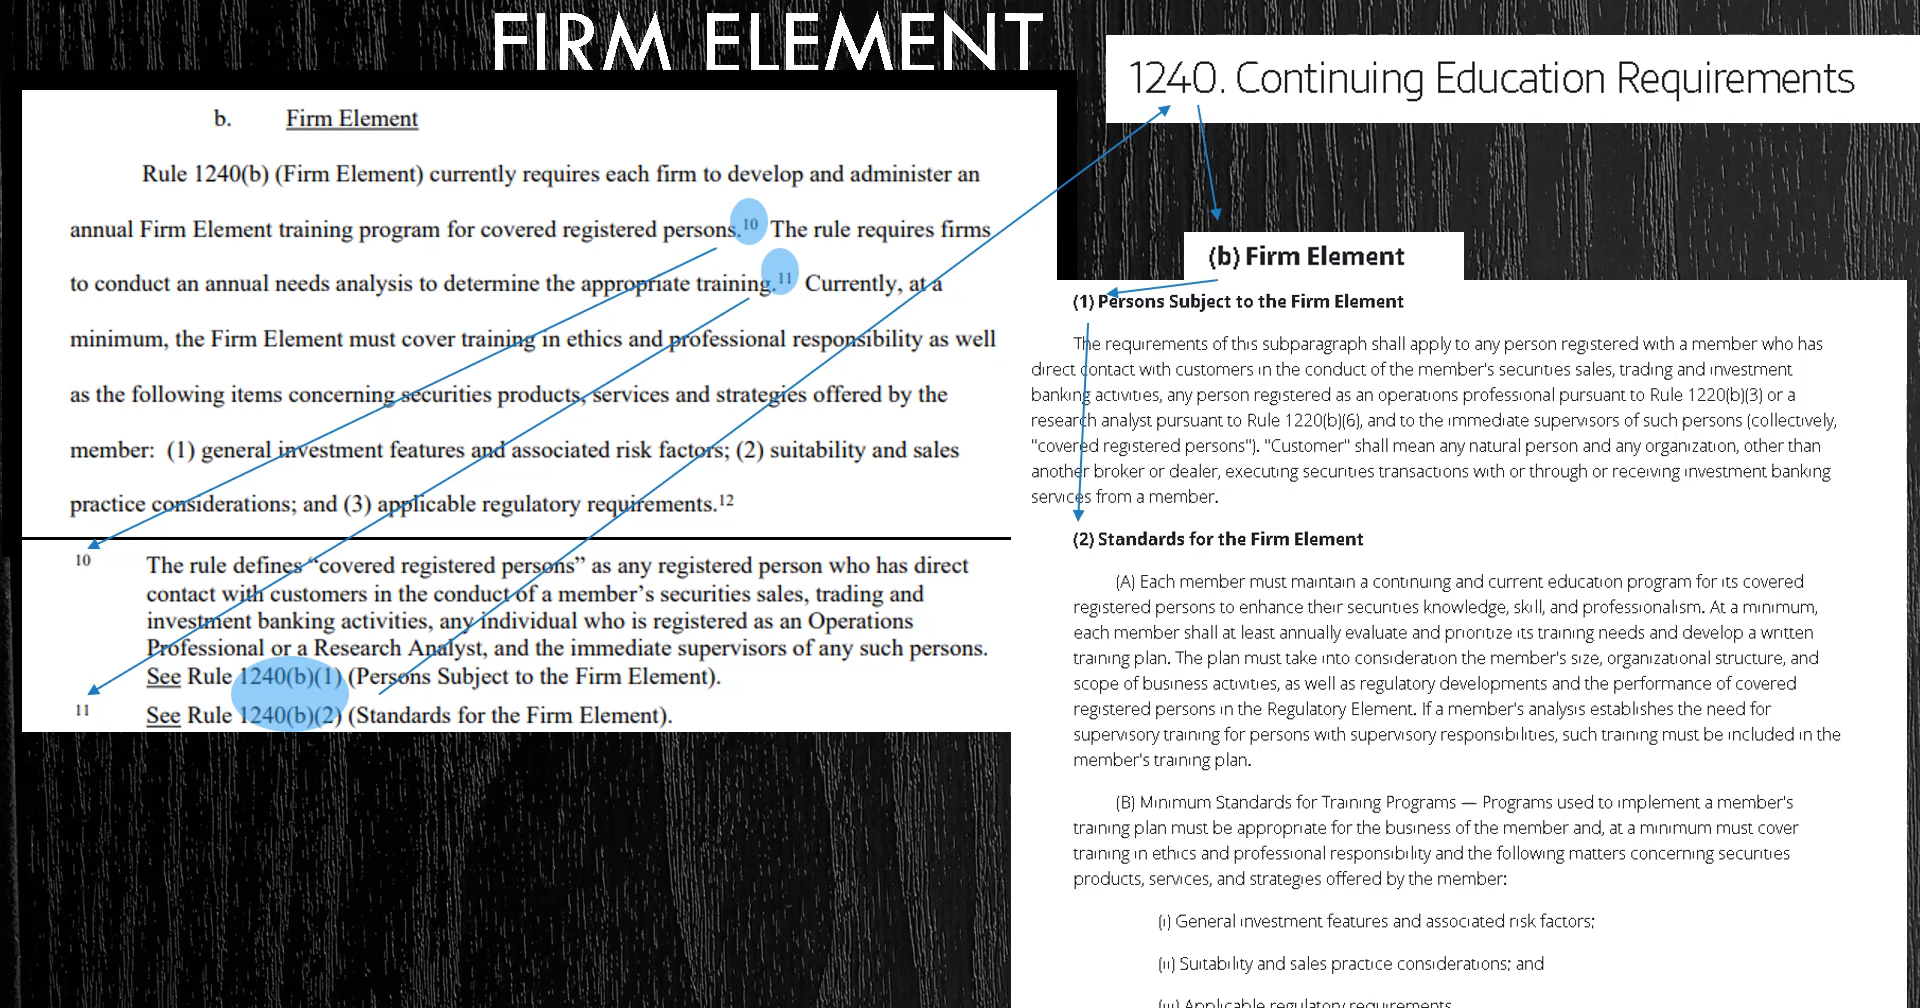 FIRM ELEMENT
b. Firm Element
Rule 1240(b) (Firm Element) currently requires each firm to develop and administer an
annual Firm Element training program for covered registered persons.10 The rule requires firms
to conduct an annual needs analysis to determine the appropriate training.11 Currently, at a
minimum, the Firm Element must cover training in ethics and professional responsibility as well
as the following items concerning securities products, services and strategies offered by the
member: (1) general investment features and associated risk factors; (2) suitability and sales
practice considerations; and (3) applicable regulatory requirements.12
10 The rule defines “covered registered persons” as any registered person who has direct
contact with customers in the conduct of a member’s securities sales, trading and
investment banking activities, any individual who is registered as an Operations
Professional or a Research Analyst, and the immediate supervisors of any such persons.
See Rule 1240(b)(1) (Persons Subject to the Firm Element).
11 See Rule 1240(b)(2) (Standards for the Firm Element).
1240. Continuing Education Requirements
(b) Firm Element
(1) Persons Subject to the Firm Element
The requirements of this subparagraph shall apply to any person registered with a member who has
direct contact with customers in the conduct of the member's securities sales, trading and investment
banking activities, any person registered as an operations professional pursuant to Rule 1220(b)(3) or a
research analyst pursuant to Rule 1220(b)(6), and to the immediate supervisors of such persons (collectively,
"covered registered persons"). "Customer" shall mean any natural person and any organization, other than
another broker or dealer, executing securities transactions with or through or receiving investment banking
services from a member.
(2) Standards for the Firm Element
(A) Each member must maintain a continuing and current education program for its covered
registered persons to enhance their securities knowledge, skill, and professionalism. At a minimum,
each member shall at least annually evaluate and prioritize its training needs and develop a written
training plan. The plan must take into consideration the member's size, organizational structure, and
scope of business activities, as well as regulatory developments and the performance of covered
registered persons in the Regulatory Element. If a member's analysis establishes the need for
supervisory training for persons with supervisory responsibilities, such training must be included in the
member's training plan.
(B) Minimum Standards for Training Programs — Programs used to implement a member's
training plan must be appropriate for the business of the member and, at a minimum must cover
training in ethics and professional responsibility and the following matters concerning securities
products, services, and strategies offered by the member:
(i) General investment features and associated risk factors;
(ii) Suitability and sales practice considerations; and
(iii) Applicable regulatory requirements